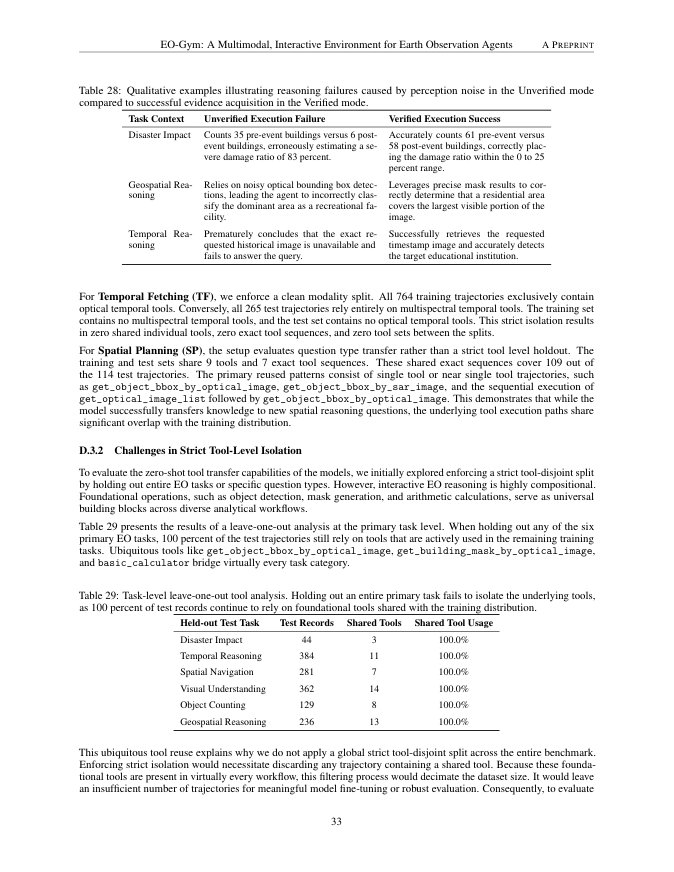 EO-Gym: A Multimodal, Interactive Environment for Earth Observation Agents A PREPRINT
Table 28: Qualitative examples illustrating reasoning failures caused by perception noise in the Unverified mode
compared to successful evidence acquisition in the Verified mode.
Task Context Unverified Execution Failure Verified Execution Success
Disaster Impact Counts 35 pre-event buildings versus 6 post- Accurately counts 61 pre-event versus
event buildings, erroneously estimating a se- 58 post-event buildings, correctly plac-
vere damage ratio of 83 percent. ing the damage ratio within the 0 to 25
percent range.
Geospatial Rea- Relies on noisy optical bounding box detec- Leverages precise mask results to cor-
soning tions, leading the agent to incorrectly clas- rectly determine that a residential area
sify the dominant area as a recreational fa- covers the largest visible portion of the
cility. image.
Temporal Rea- Prematurely concludes that the exact re- Successfully retrieves the requested
soning quested historical image is unavailable and timestamp image and accurately detects
fails to answer the query. the target educational institution.
For Temporal Fetching (TF), we enforce a clean modality split. All 764 training trajectories exclusively contain
optical temporal tools. Conversely, all 265 test trajectories rely entirely on multispectral temporal tools. The training set
contains no multispectral temporal tools, and the test set contains no optical temporal tools. This strict isolation results
in zero shared individual tools, zero exact tool sequences, and zero tool sets between the splits.
For Spatial Planning (SP), the setup evaluates question type transfer rather than a strict tool level holdout. The
training and test sets share 9 tools and 7 exact tool sequences. These shared exact sequences cover 109 out of
the 114 test trajectories. The primary reused patterns consist of single tool or near single tool trajectories, such
as get_object_bbox_by_optical_image, get_object_bbox_by_sar_image, and the sequential execution of
get_optical_image_list followed by get_object_bbox_by_optical_image. This demonstrates that while the
model successfully transfers knowledge to new spatial reasoning questions, the underlying tool execution paths share
significant overlap with the training distribution.
D.3.2 Challenges in Strict Tool-Level Isolation
To evaluate the zero-shot tool transfer capabilities of the models, we initially explored enforcing a strict tool-disjoint split
by holding out entire EO tasks or specific question types. However, interactive EO reasoning is highly compositional.
Foundational operations, such as object detection, mask generation, and arithmetic calculations, serve as universal
building blocks across diverse analytical workflows.
Table 29 presents the results of a leave-one-out analysis at the primary task level. When holding out any of the six
primary EO tasks, 100 percent of the test trajectories still rely on tools that are actively used in the remaining training
tasks. Ubiquitous tools like get_object_bbox_by_optical_image, get_building_mask_by_optical_image,
and basic_calculator bridge virtually every task category.
Table 29: Task-level leave-one-out tool analysis. Holding out an entire primary task fails to isolate the underlying tools,
as 100 percent of test records continue to rely on foundational tools shared with the training distribution.
Held-out Test Task Test Records Shared Tools Shared Tool Usage
Disaster Impact 44 3 100.0%
Temporal Reasoning 384 11 100.0%
Spatial Navigation 281 7 100.0%
Visual Understanding 362 14 100.0%
Object Counting 129 8 100.0%
Geospatial Reasoning 236 13 100.0%
This ubiquitous tool reuse explains why we do not apply a global strict tool-disjoint split across the entire benchmark.
Enforcing strict isolation would necessitate discarding any trajectory containing a shared tool. Because these founda-
tional tools are present in virtually every workflow, this filtering process would decimate the dataset size. It would leave
an insufficient number of trajectories for meaningful model fine-tuning or robust evaluation. Consequently, to evaluate
33